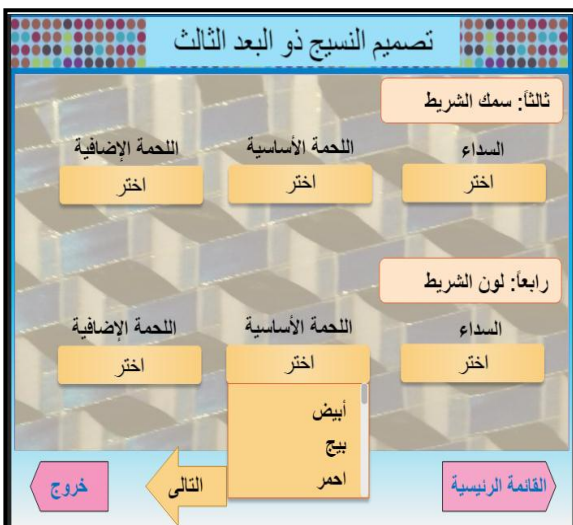 تصميم النسيج ذو البعد الثالث
ثالثاً: سمك الشريط
السداء اللحمة الأساسية اللحمة الإضافية
اختر اختر اختر
رابعاً: لون الشريط
السداء اللحمة الأساسية اللحمة الإضافية
اختر اختر اختر
أبيض
بيج
احمر
القائمة الرئيسية التالى خروج